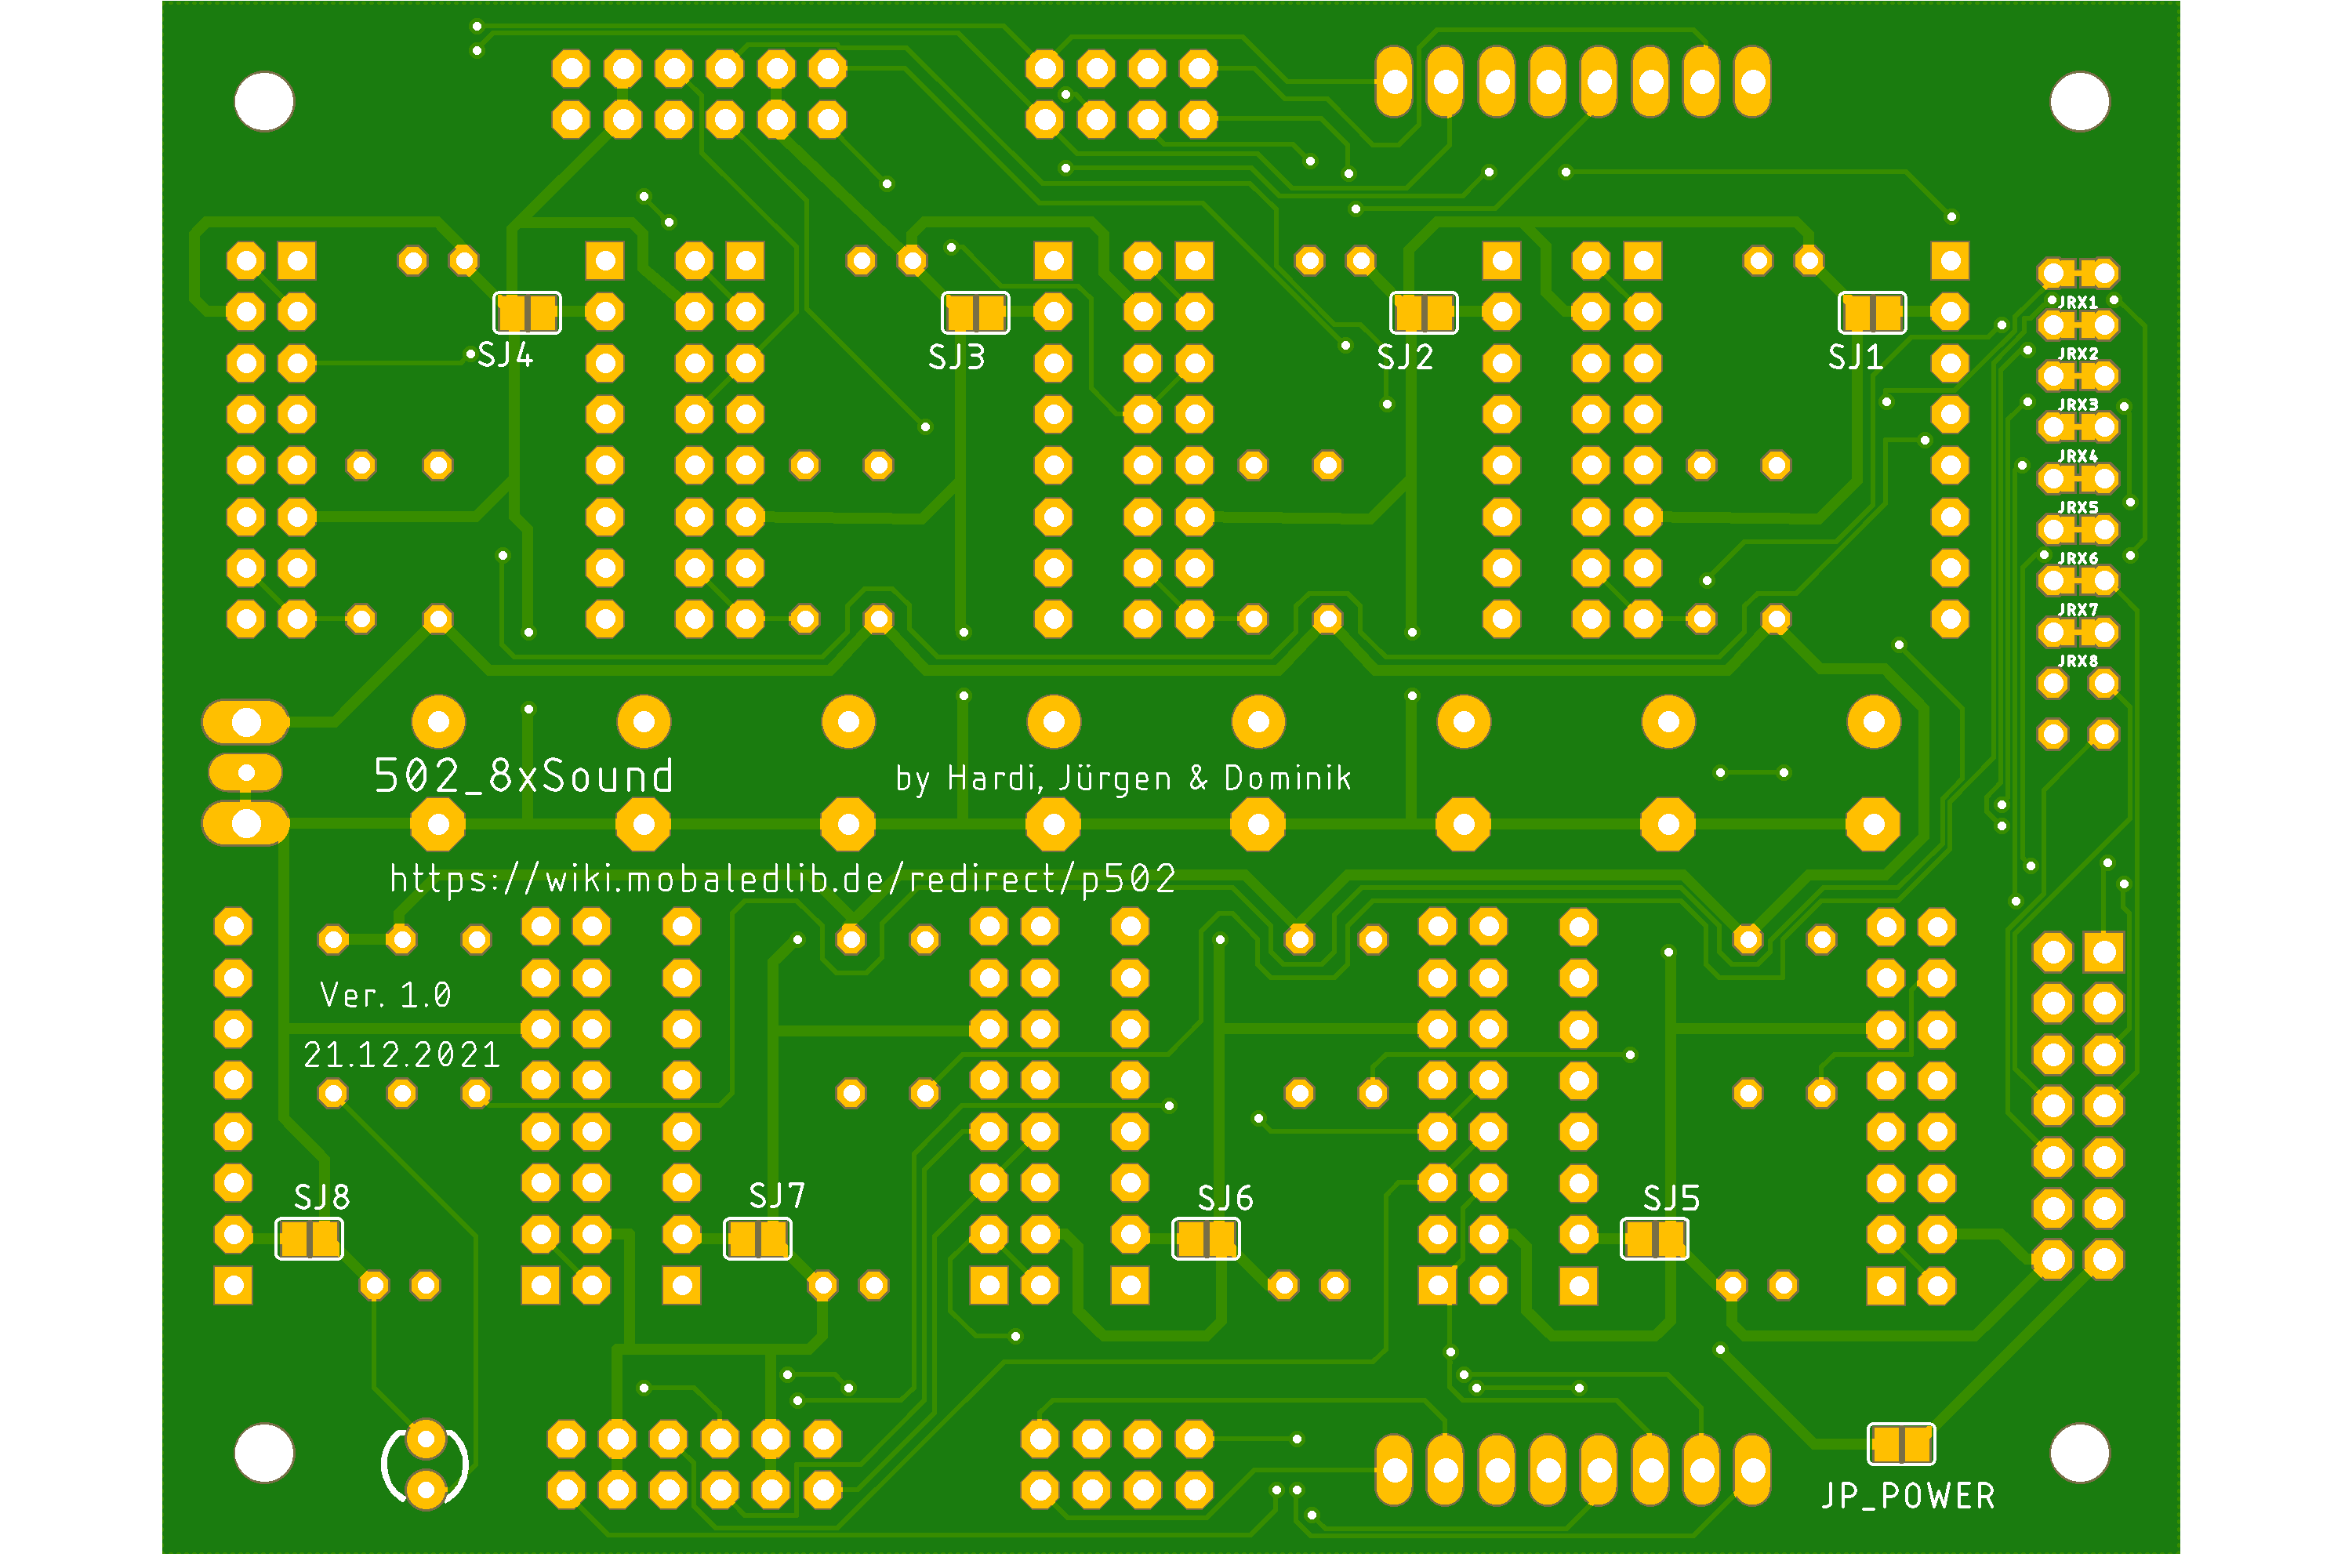 SJ4
SJ3
SJ2
SJ1
JRX1
JRX2
JRX3
JRX4
JRX5
JRX6
JRX7
JRX8
502_8xSound
by Hardi, Jürgen & Dominik
https://wiki.mobaledlib.de/redirect/p502
Ver. 1.0
21.12.2021
SJ8
SJ7
SJ6
SJ5
JP_POWER